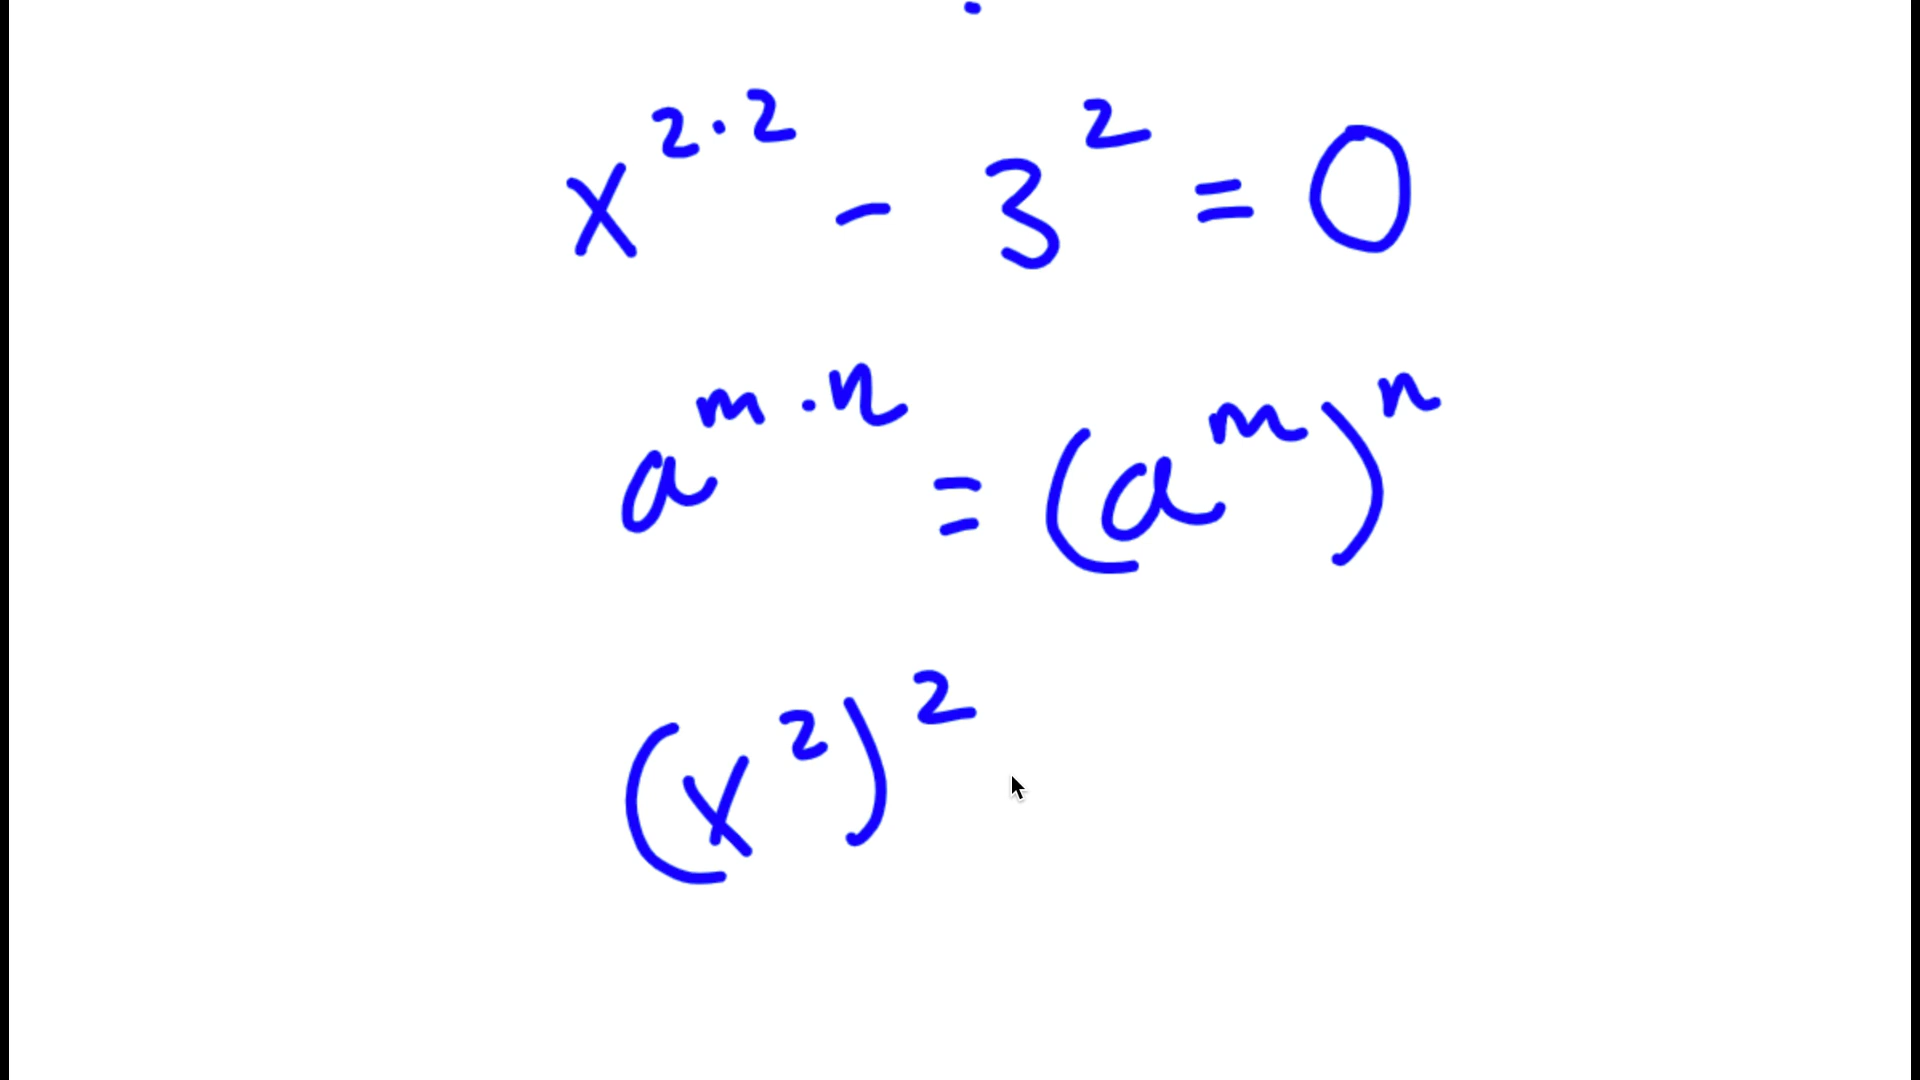 x^{2·2} - 3^2 = 0
a^{m·n} = (a^m)^n
(x^2)^2